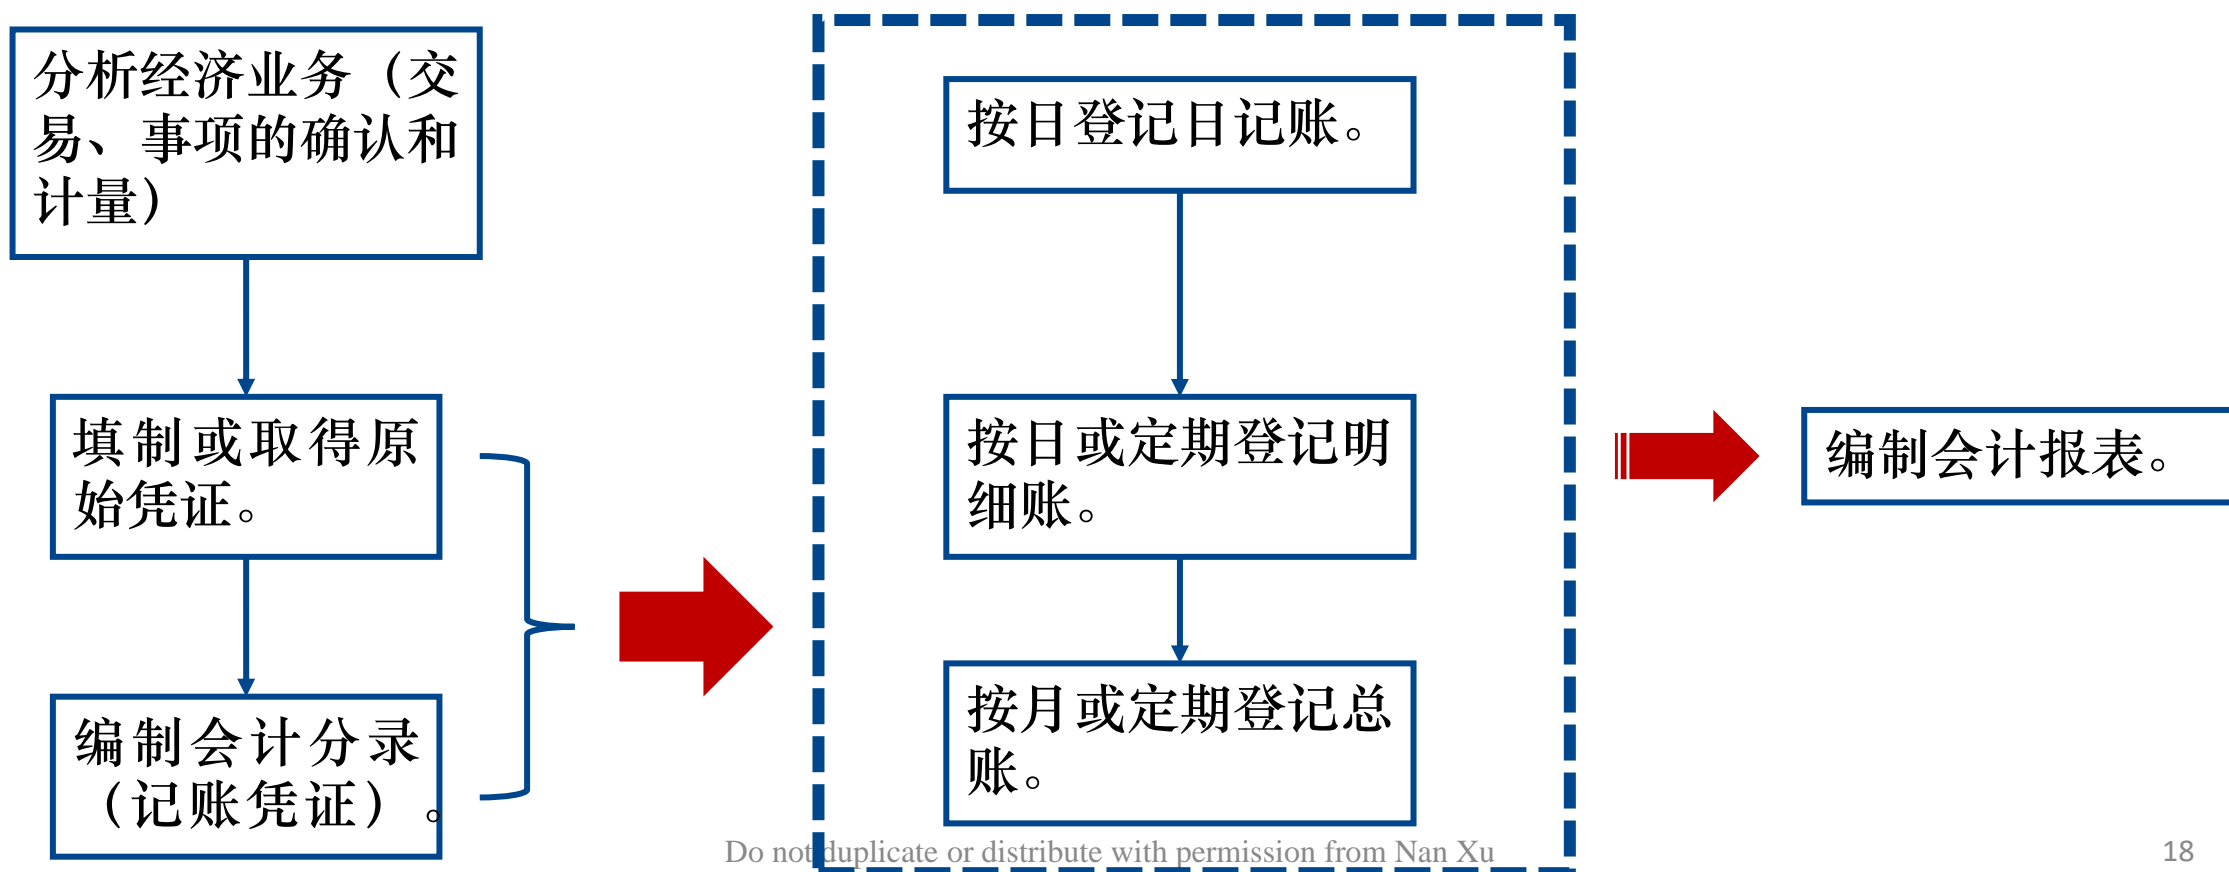 分析经济业务（交
易、事项的确认和
计量）
填制或取得原
始凭证。
编制会计分录
（记账凭证）。
按日登记日记账。
按日或定期登记明
细账。
按月或定期登记总
账。
编制会计报表。
Do not duplicate or distribute with permission from Nan Xu
18